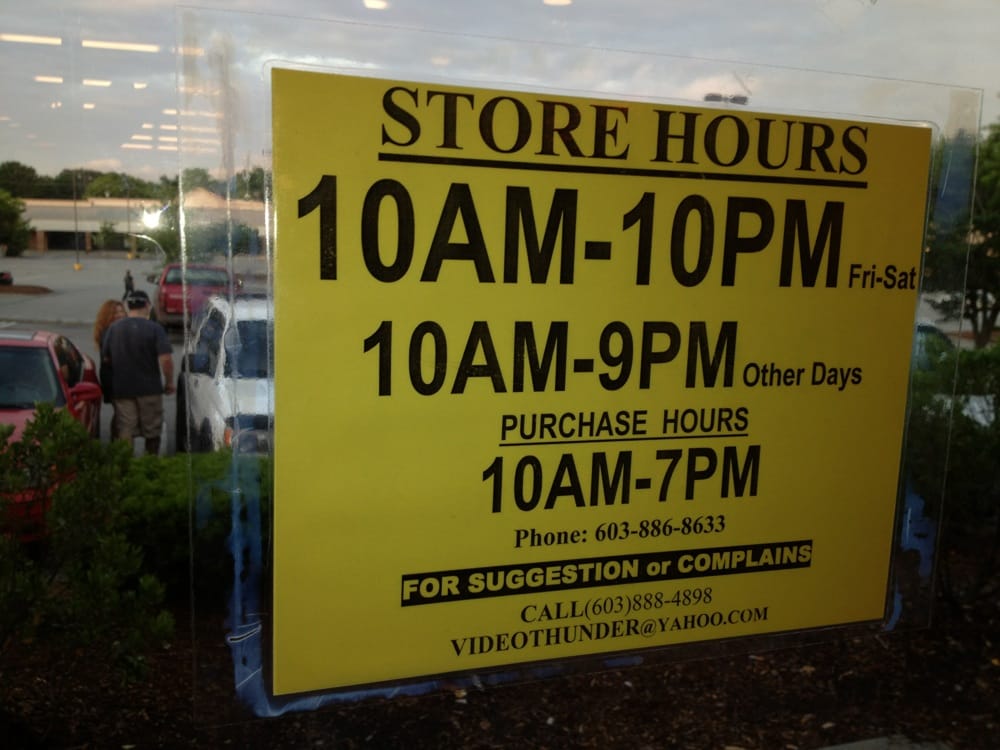 STORE HOURS
10AM-10PM Fri-Sat
10AM-9PM Other Days
PURCHASE HOURS
10AM-7PM
Phone: 603-886-8633
FOR SUGGESTION or COMPLAINS
CALL(603)888-4898
VIDEOTHUNDER@YAHOO.COM